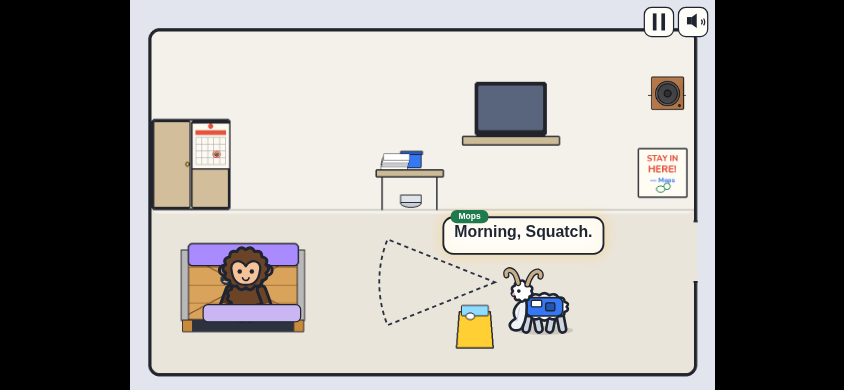 STAY IN
HERE!
— Mops
Mops
Morning, Squatch.